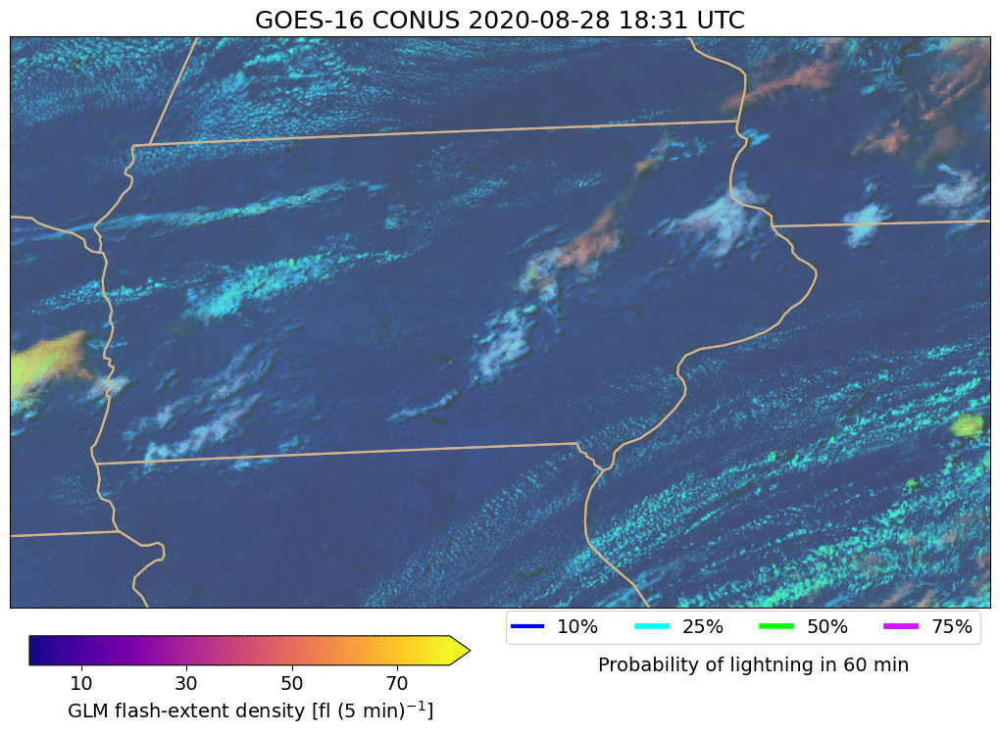 GOES-16 CONUS 2020-08-28 18:31 UTC
10% 25% 50% 75%
10 30 50 70
Probability of lightning in 60 min
GLM flash-extent density [fl (5 min)⁻¹]